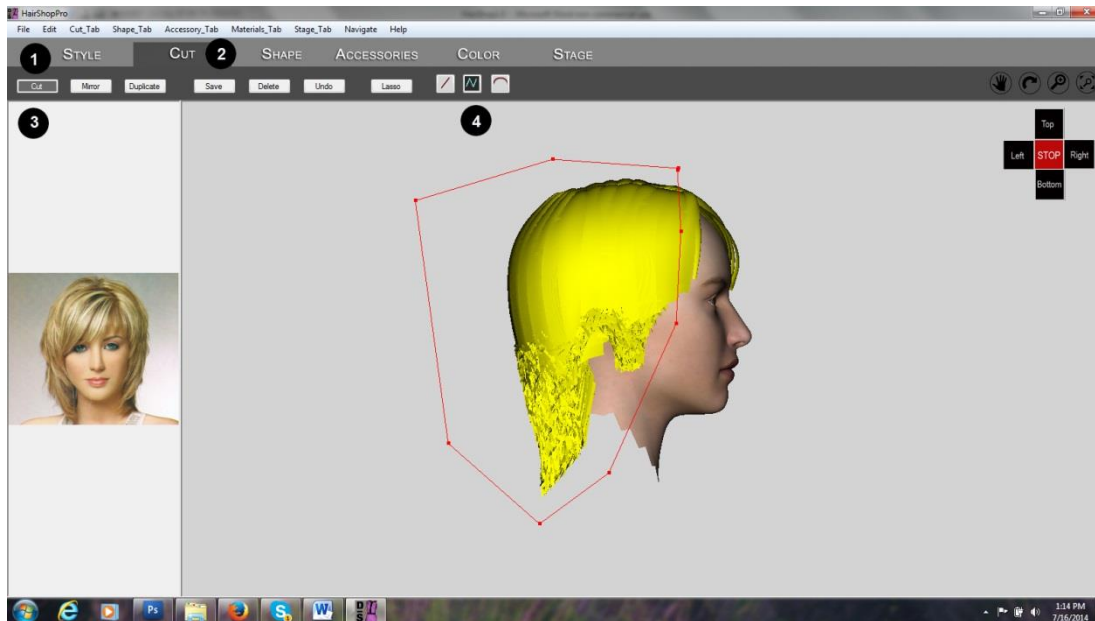 HairShopPro
File Edit Cut_Tab Shape_Tab Accessory_Tab Materials_Tab Stage_Tab Navigate Help
1 STYLE CUT 2 SHAPE ACCESSORIES COLOR STAGE
Cut Mirror Duplicate Save Delete Undo Lasso
3 4
Top
Left STOP Right
Bottom
Ps S W D S
1:14 PM
7/16/2014